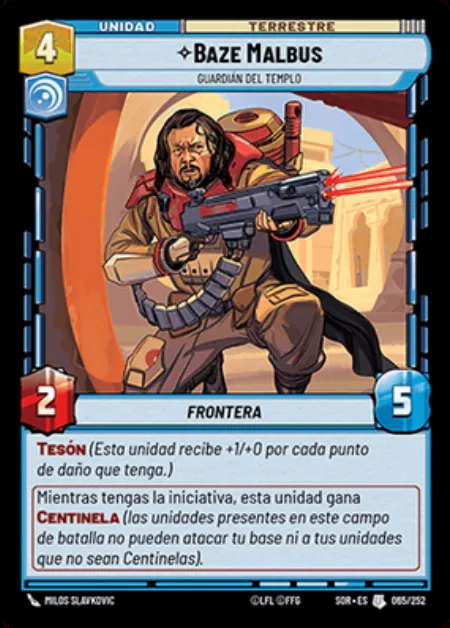 4
UNIDAD
TERRESTRE
BAZE MALBUS
GUARDIÁN DEL TEMPLO
2
FRONTERA
5
TESÓN (Esta unidad recibe +1/+0 por cada punto
de daño que tenga.)
Mientras tengas la iniciativa, esta unidad gana
CENTINELA (las unidades presentes en este campo
de batalla no pueden atacar tu base ni a tus unidades
que no sean Centinelas).
MILOS SLAVKOVIC
©LFL ©FFG
SOR • ES
065/252